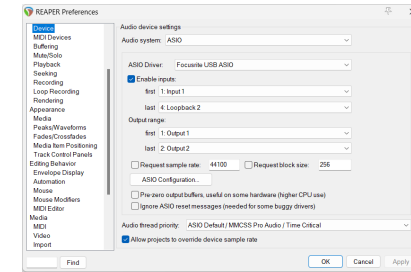 REAPER Preferences
Device
MIDI Devices
Buffering
Mute/Solo
Playback
Seeking
Recording
Loop Recording
Rendering
Appearance
Media
Peaks/Waveforms
Fades/Crossfades
Media Item Positioning
Track Control Panels
Editing Behavior
Envelope Display
Automation
Mouse
Mouse Modifiers
MIDI Editor
Media
MIDI
Video
Import
Find
Audio device settings
Audio system: ASIO
ASIO Driver: Focusrite USB ASIO
Enable inputs:
first 1: Input 1
last 4: Loopback 2
Output range:
first 1: Output 1
last 2: Output 2
Request sample rate: 44100 Request block size: 256
ASIO Configuration...
Pre-zero output buffers, useful on some hardware (higher CPU use)
Ignore ASIO reset messages (needed for some buggy drivers)
Audio thread priority: ASIO Default / MMCSS Pro Audio / Time Critical
Allow projects to override device sample rate
OK Cancel Apply